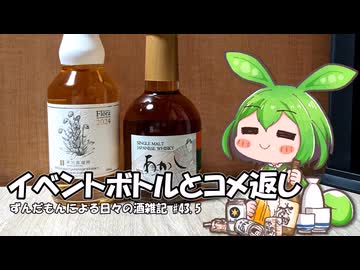 Flora
2024
SINGLE MALT
JAPANESE WHISKY
あかし
イベントボトルとコメ返し
ずんだもんによる日々の酒雑記 #43.5